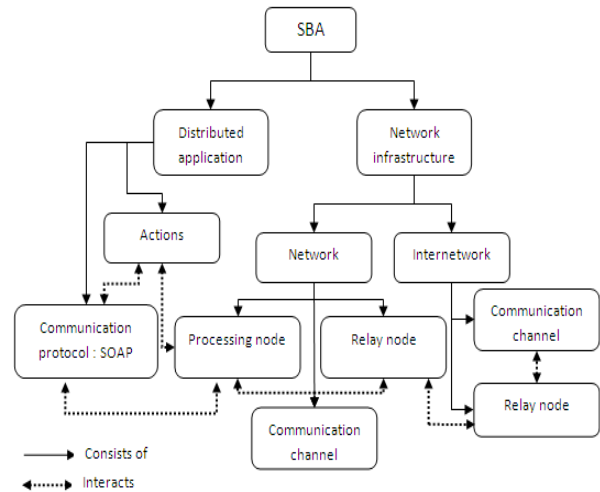 SBA
Distributed
application
Network
infrastructure
Actions
Network
Internetwork
Communication
protocol : SOAP
Processing node
Relay node
Communication
channel
Relay node
Communication
channel
Consists of
Interacts